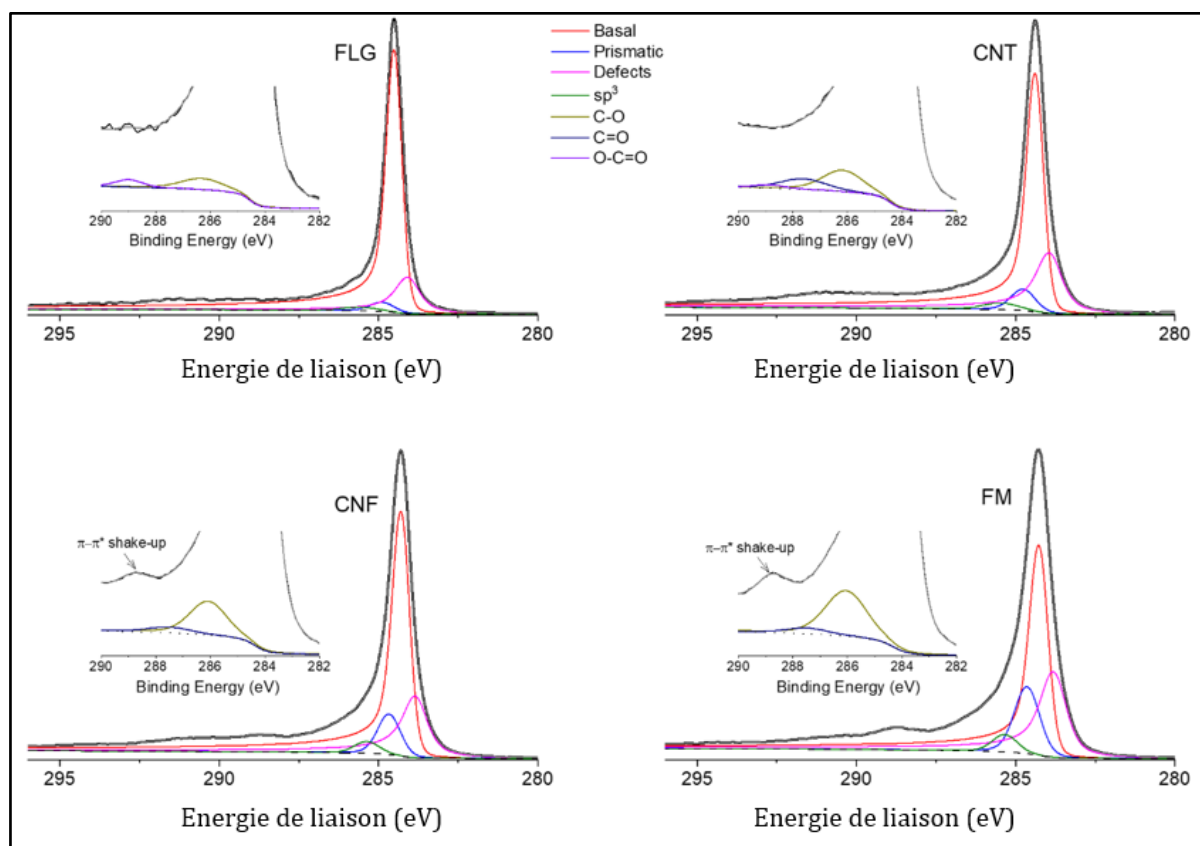 FLG
290 288 286 284 282
Binding Energy (eV)
295 290 285 280
Energie de liaison (eV)
Basal
Prismatic
Defects
sp³
C-O
C=O
O-C=O
CNT
290 288 286 284 282
Binding Energy (eV)
295 290 285 280
Energie de liaison (eV)
CNF
π–π* shake-up
290 288 286 284 282
Binding Energy (eV)
295 290 285 280
Energie de liaison (eV)
FM
π–π* shake-up
290 288 286 284 282
Binding Energy (eV)
295 290 285 280
Energie de liaison (eV)